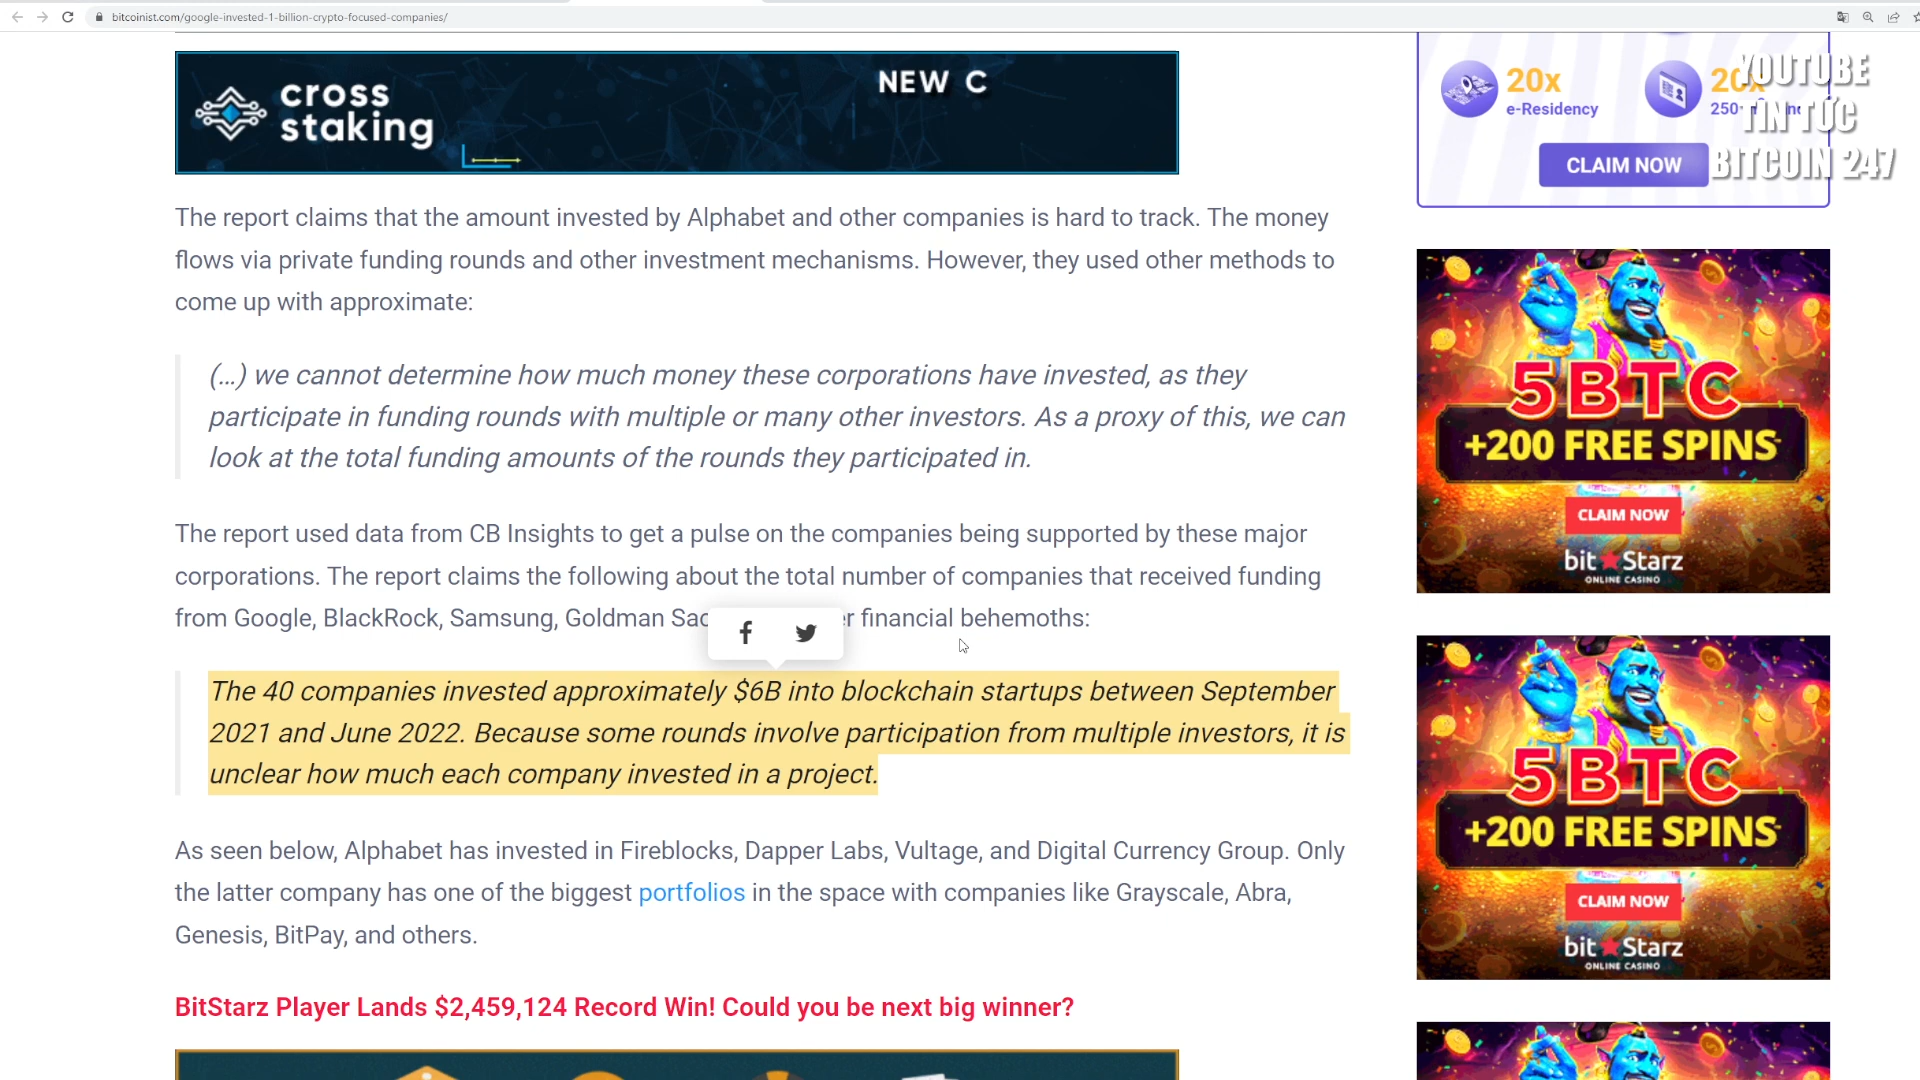 bitcoinist.com/google-invested-1-billion-crypto-focused-companies/
cross
staking
NEW C
The report claims that the amount invested by Alphabet and other companies is hard to track. The money
flows via private funding rounds and other investment mechanisms. However, they used other methods to
come up with approximate:
(...) we cannot determine how much money these corporations have invested, as they
participate in funding rounds with multiple or many other investors. As a proxy of this, we can
look at the total funding amounts of the rounds they participated in.
The report used data from CB Insights to get a pulse on the companies being supported by these major
corporations. The report claims the following about the total number of companies that received funding
from Google, BlackRock, Samsung, Goldman financial behemoths:
The 40 companies invested approximately $6B into blockchain startups between September
2021 and June 2022. Because some rounds involve participation from multiple investors, it is
unclear how much each company invested in a project.
As seen below, Alphabet has invested in Fireblocks, Dapper Labs, Vultage, and Digital Currency Group. Only
the latter company has one of the biggest portfolios in the space with companies like Grayscale, Abra,
Genesis, BitPay, and others.
BitStarz Player Lands $2,459,124 Record Win! Could you be next big winner?
20x
e-Residency
20x
CLAIM NOW
YOUTUBE
TIN TỨC
BITCOIN 247
5BTC
+200 FREE SPINS
CLAIM NOW
bit Starz
ONLINE CASINO
5BTC
+200 FREE SPINS
CLAIM NOW
bit Starz
ONLINE CASINO